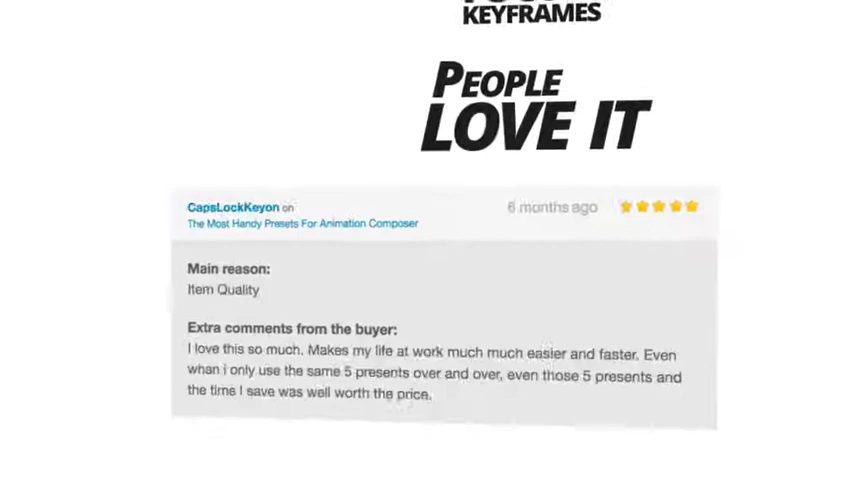 KEYFRAMES
PEOPLE
LOVE IT
CapsLockKeyon on
6 months ago
The Most Handy Presets For Animation Composer
Main reason:
Item Quality
Extra comments from the buyer:
I love this so much. Makes my life at work much much easier and faster. Even
whan i only use the same 5 presents over and over, even those 5 presents and
the time I save was well worth the price.